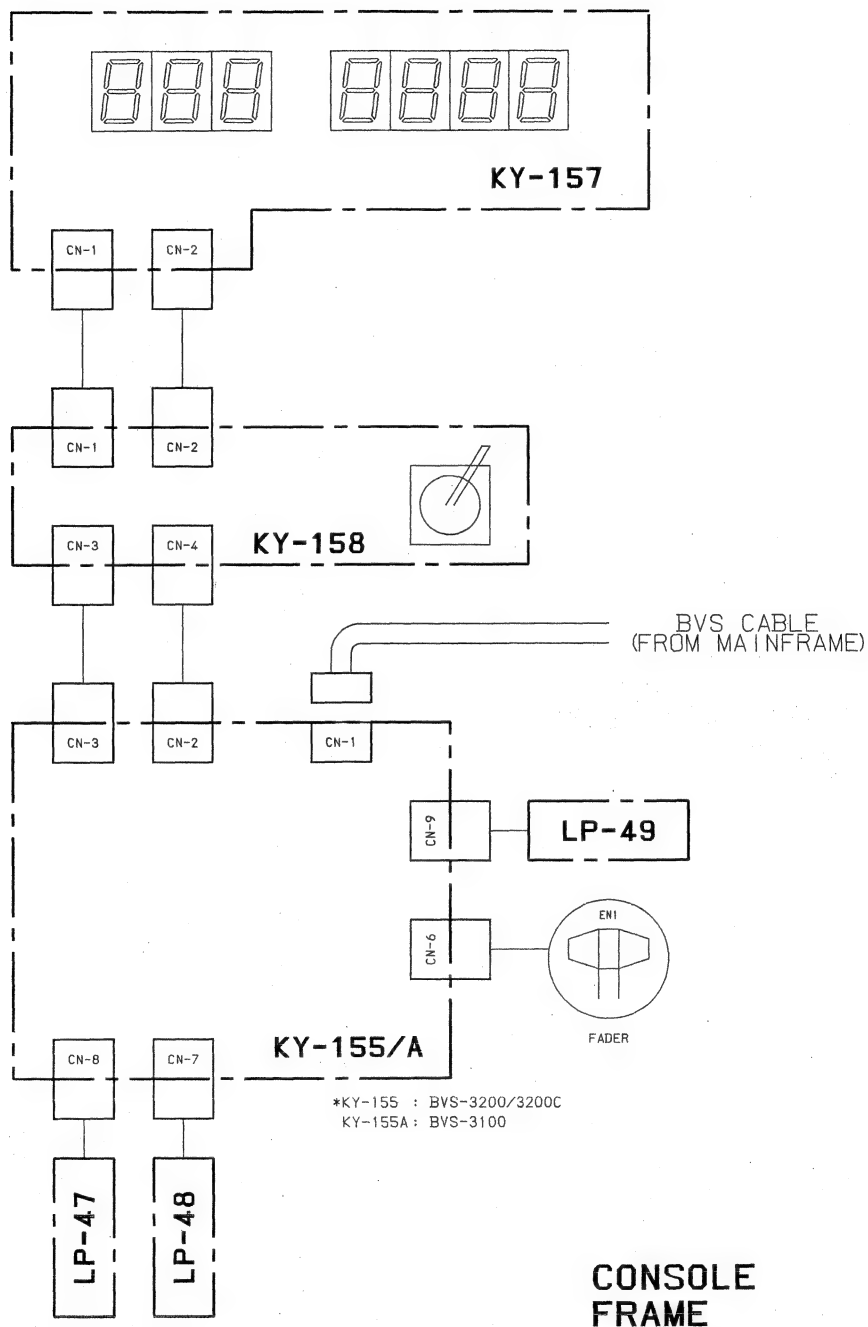 KY-157
CN-1
CN-2
CN-1
CN-2
CN-3
CN-4
KY-158
BVS CABLE
(FROM MAINFRAME)
CN-3
CN-2
CN-1
CN-9
LP-49
CN-6
EN1
FADER
CN-8
CN-7
KY-155/A
*KY-155 : BVS-3200/3200C
KY-155A : BVS-3100
LP-47
LP-48
CONSOLE
FRAME